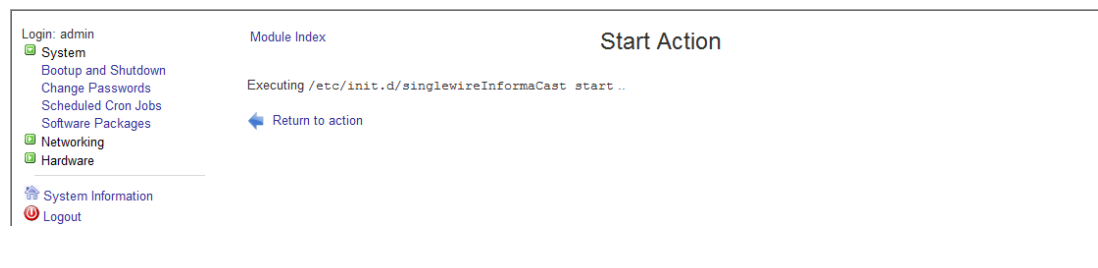 Login: admin
System
Bootup and Shutdown
Change Passwords
Scheduled Cron Jobs
Software Packages
Networking
Hardware
System Information
Logout
Module Index
Start Action
Executing /etc/init.d/singlewireInformaCast start ..
Return to action